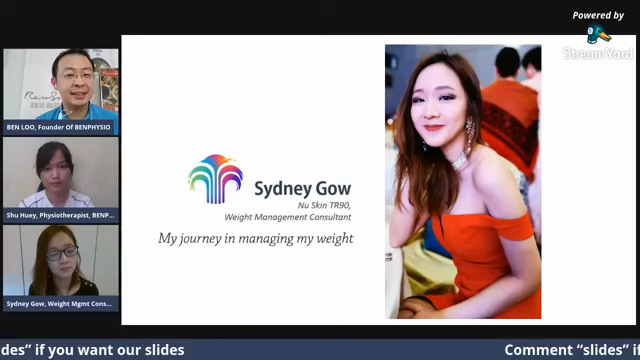 Powered by
StreamYard
BEN LOO, Founder Of BENPHYSIO
Shu Huey, Physiotherapist, BENP...
Sydney Gow, Weight Mgmt Cons...
Sydney Gow
Nu Skin TR90,
Weight Management Consultant
My journey in managing my weight
des” if you want our slides
Comment “slides” if